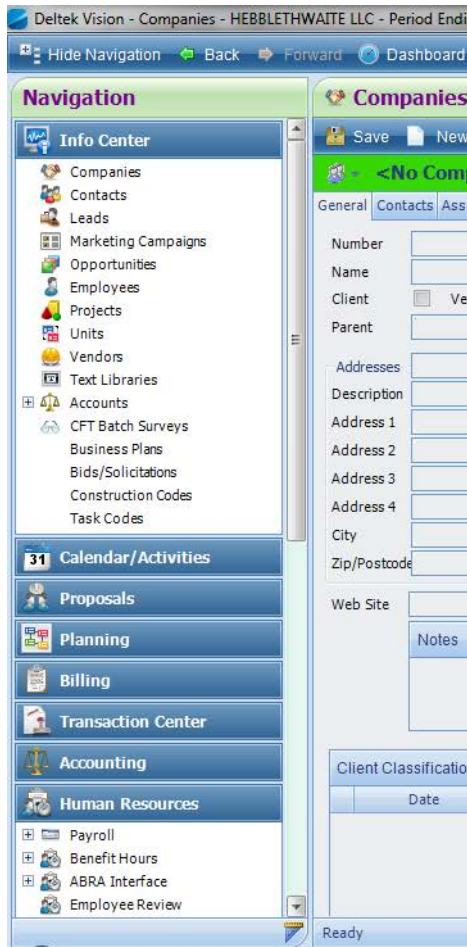 Deltek Vision - Companies - HEBBLETHWAITE LLC - Period Endi
Hide Navigation Back Forward Dashboard
Navigation
Info Center
Companies
Contacts
Leads
Marketing Campaigns
Opportunities
Employees
Projects
Units
Vendors
Text Libraries
Accounts
CFT Batch Surveys
Business Plans
Bids/Solicitations
Construction Codes
Task Codes
31 Calendar/Activities
Proposals
Planning
Billing
Transaction Center
Accounting
Human Resources
Payroll
Benefit Hours
ABRA Interface
Employee Review
Companies
Save New
<No Comp
General Contacts Ass
Number
Name
Client Ve
Parent
Addresses
Description
Address 1
Address 2
Address 3
Address 4
City
Zip/Postcode
Web Site
Notes
Client Classificatio
Date
Ready